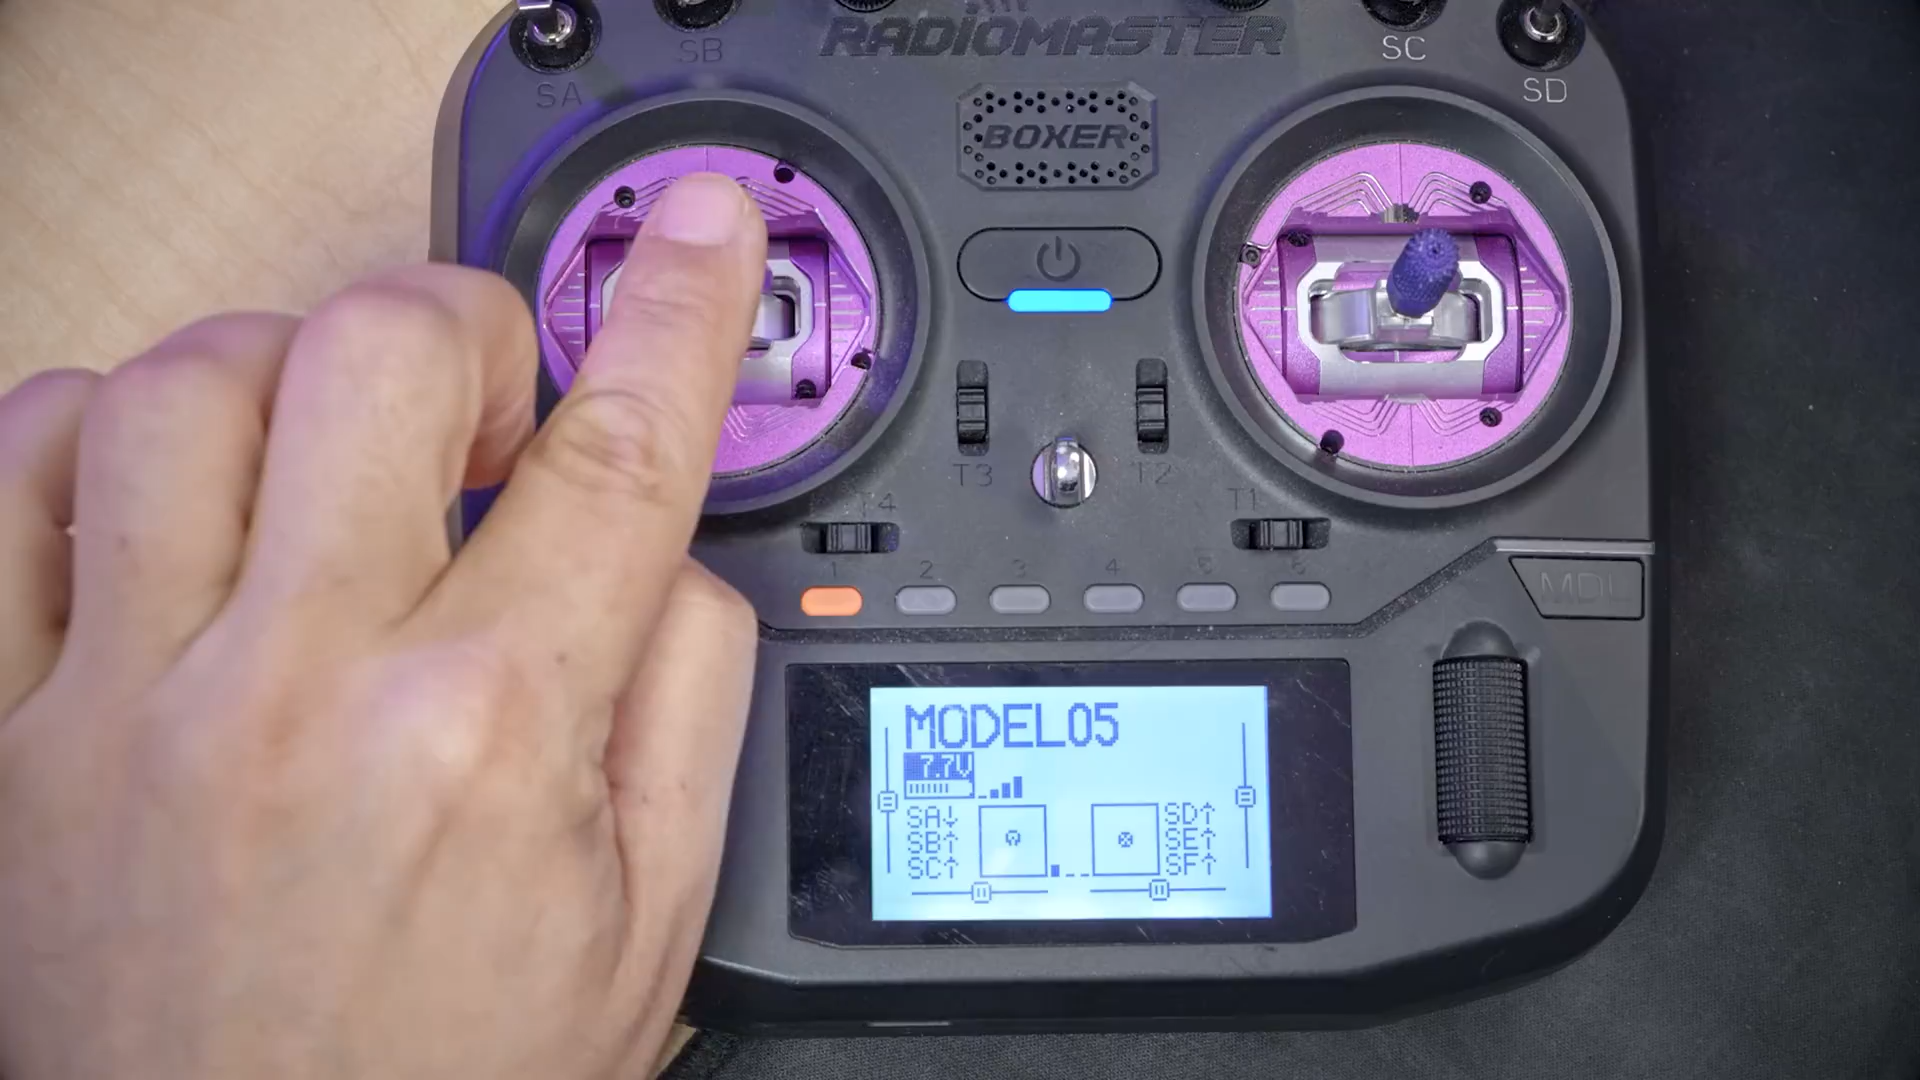 RADIOMASTER
SA
SB
SC
SD
BOXER
T3
T2
T4
T1
1
2
3
4
5
6
MDL
MODEL05
7.7V
SA↓
SB↑
SC↑
SD↑
SE↑
SF↑